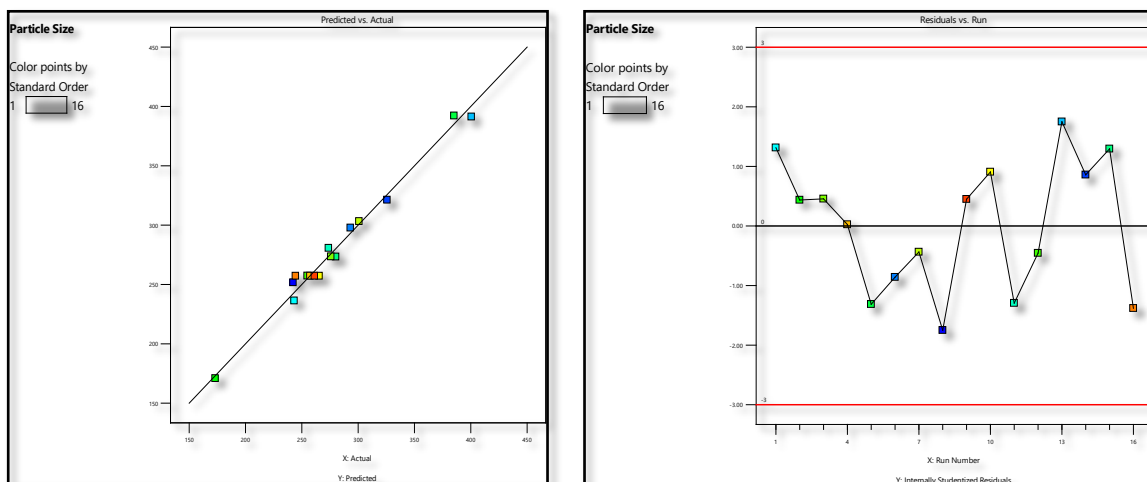 Predicted vs. Actual
Particle Size
Color points by
Standard Order
1 16
450
400
350
300
250
200
150
150 200 250 300 350 400 450
X: Actual
Y: Predicted
Residuals vs. Run
Particle Size
Color points by
Standard Order
1 16
3.00
2.00
1.00
0.00
-1.00
-2.00
-3.00
3
0
-3
1 4 7 10 13 16
X: Run Number
Y: Internally Studentized Residuals